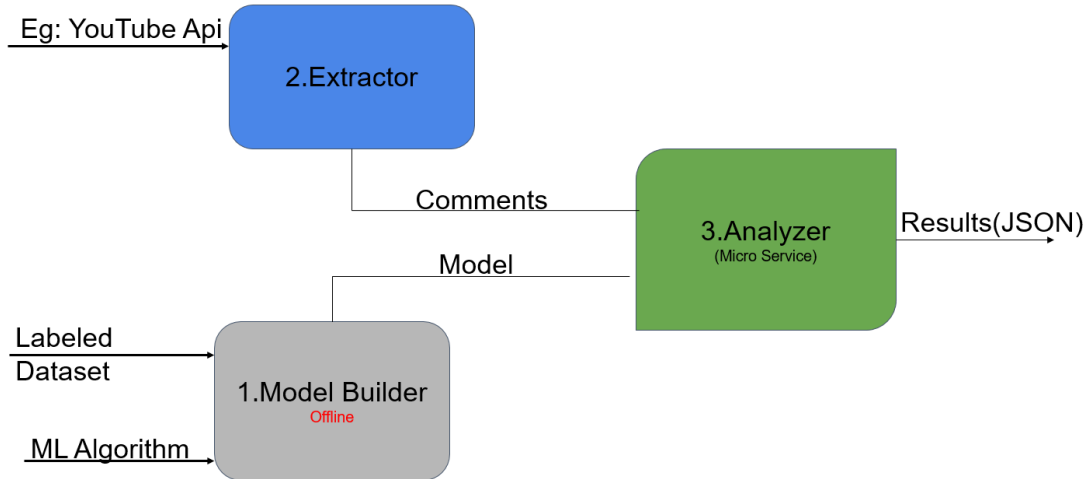 Eg: YouTube Api
2.Extractor
Comments
3.Analyzer
(Micro Service)
Results(JSON)
Model
Labeled
Dataset
1.Model Builder
Offline
ML Algorithm